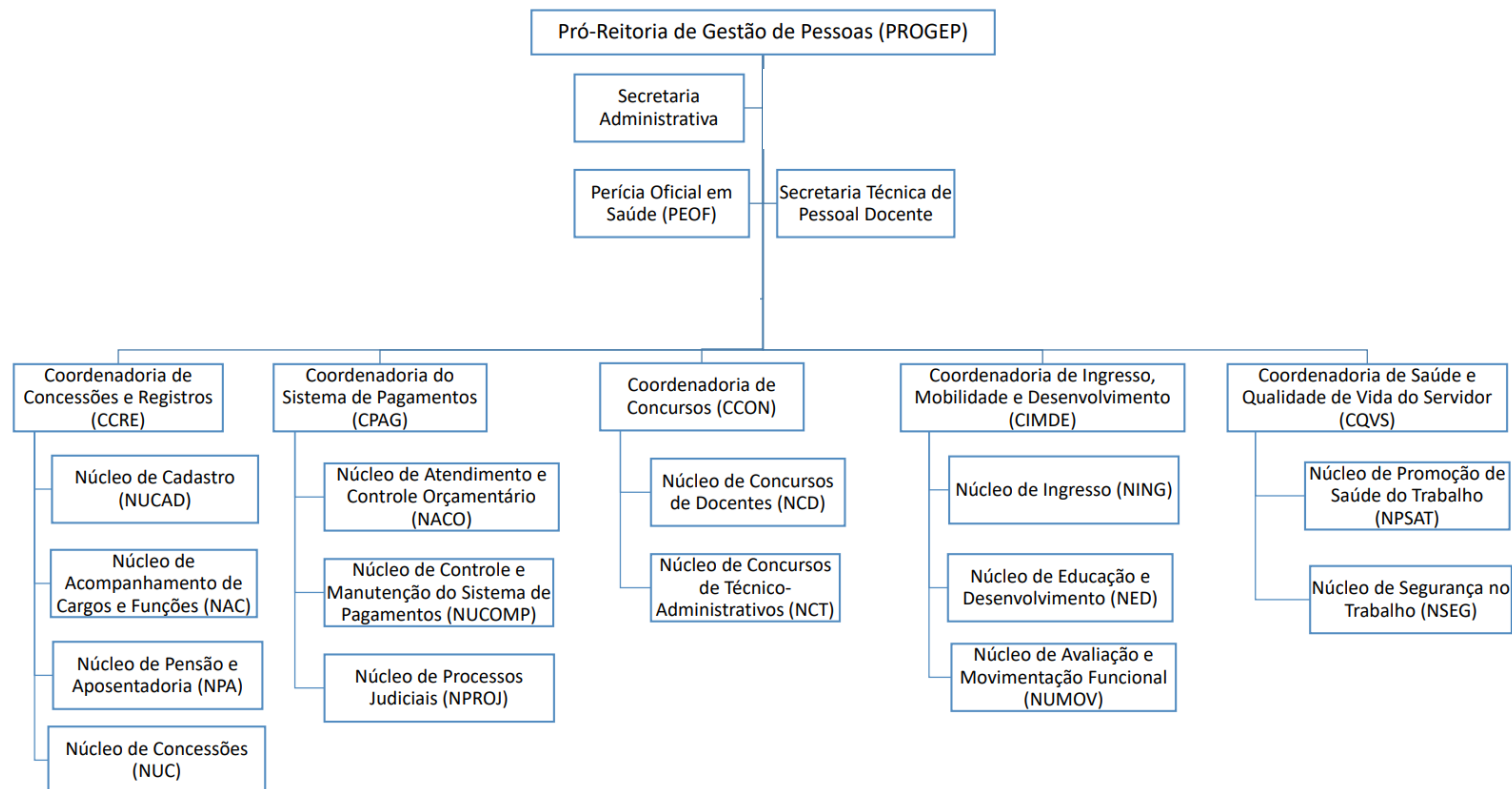 Pró-Reitoria de Gestão de Pessoas (PROGEP)
Secretaria
Administrativa
Perícia Oficial em
Saúde (PEOF)
Secretaria Técnica de
Pessoal Docente
Coordenadoria de
Concessões e Registros
(CCRE)
Núcleo de Cadastro
(NUCAD)
Núcleo de
Acompanhamento de
Cargos e Funções (NAC)
Núcleo de Pensão e
Aposentadoria (NPA)
Núcleo de Concessões
(NUC)
Coordenadoria do
Sistema de Pagamentos
(CPAG)
Núcleo de Atendimento e
Controle Orçamentário
(NACO)
Núcleo de Controle e
Manutenção do Sistema de
Pagamentos (NUCOMP)
Núcleo de Processos
Judiciais (NPROJ)
Coordenadoria de
Concursos (CCON)
Núcleo de Concursos
de Docentes (NCD)
Núcleo de Concursos
de Técnico-
Administrativos (NCT)
Coordenadoria de Ingresso,
Mobilidade e Desenvolvimento
(CIMDE)
Núcleo de Ingresso (NING)
Núcleo de Educação e
Desenvolvimento (NED)
Núcleo de Avaliação e
Movimentação Funcional
(NUMOV)
Coordenadoria de Saúde e
Qualidade de Vida do Servidor
(CQVS)
Núcleo de Promoção de
Saúde do Trabalho
(NPSAT)
Núcleo de Segurança no
Trabalho (NSEG)